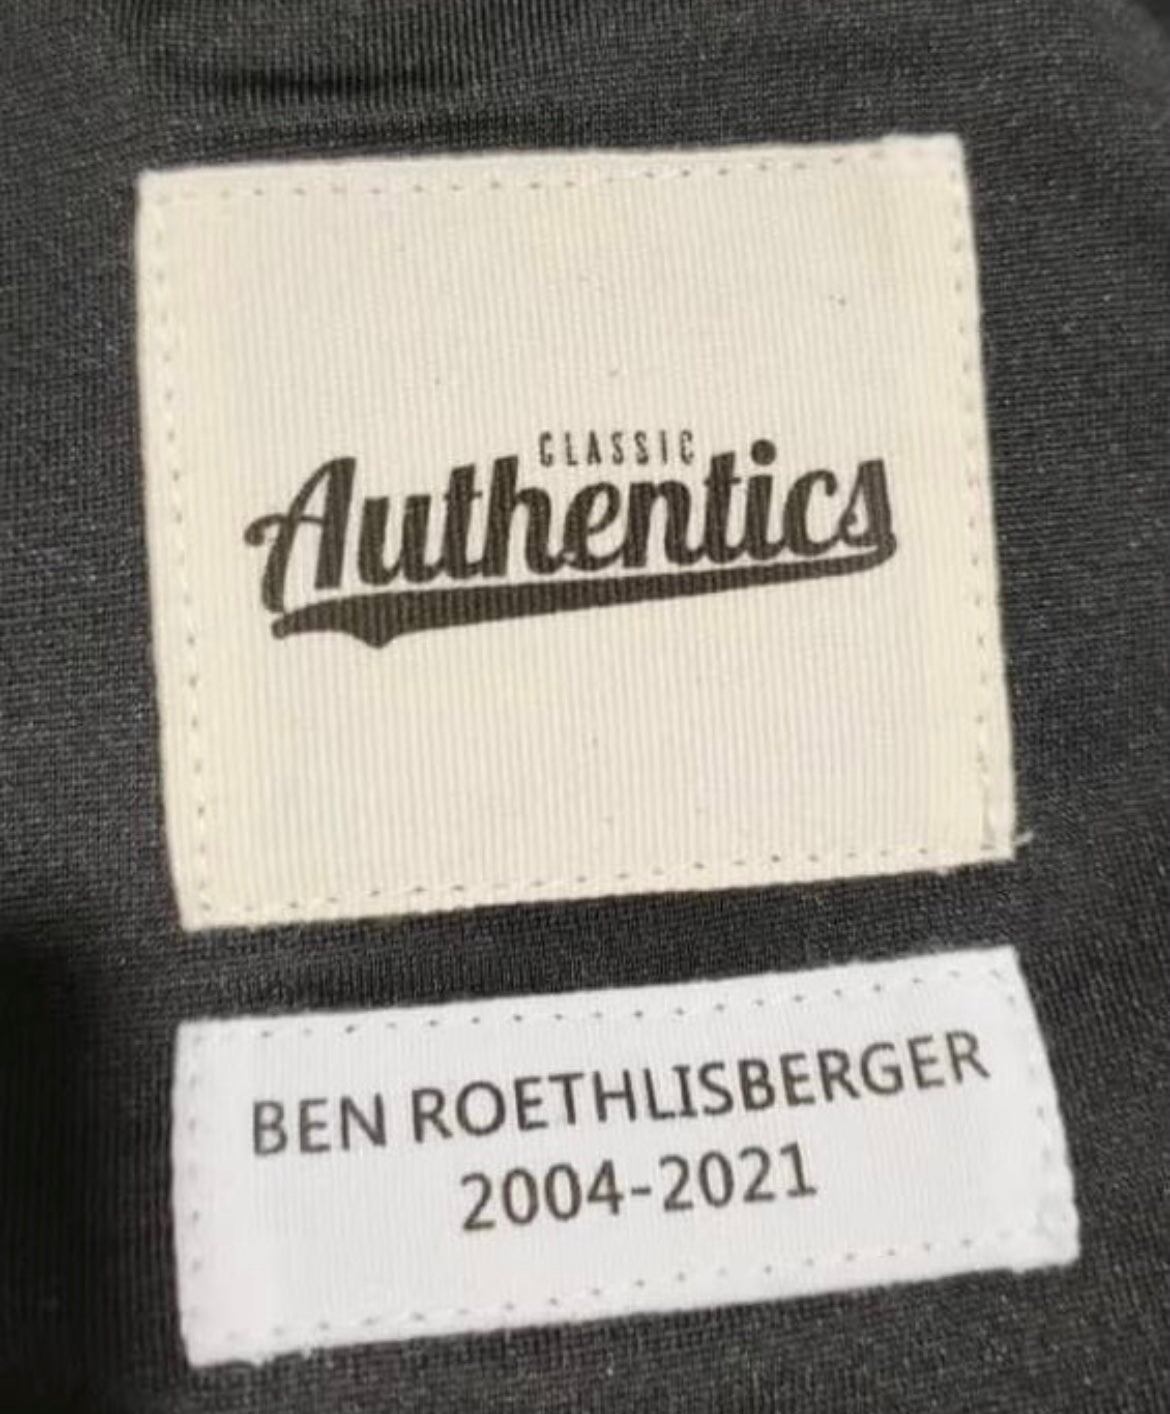 CLASSIC
Authentics
BEN ROETHLISBERGER
2004-2021